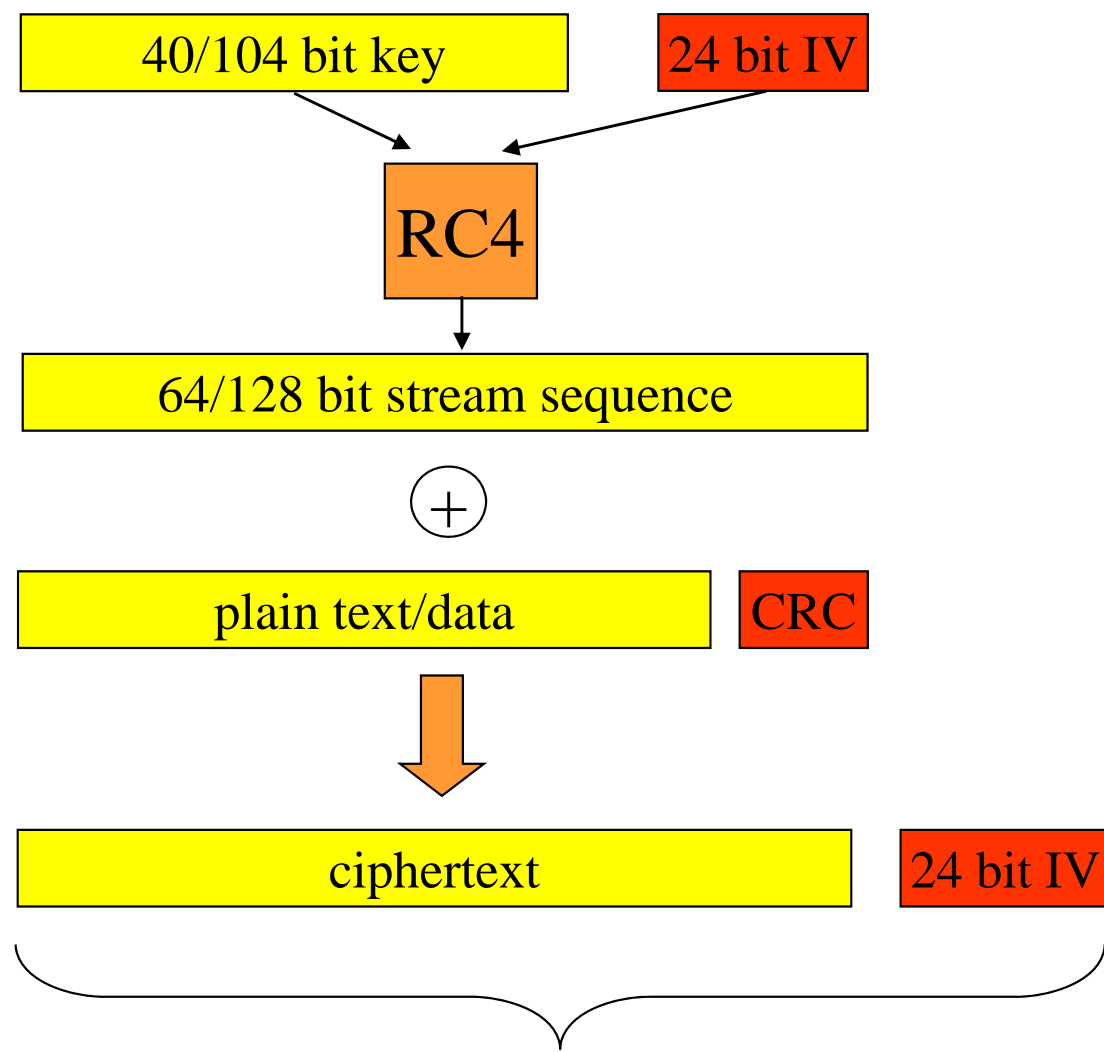 40/104 bit key
24 bit IV
RC4
64/128 bit stream sequence
+
plain text/data
CRC
ciphertext
24 bit IV